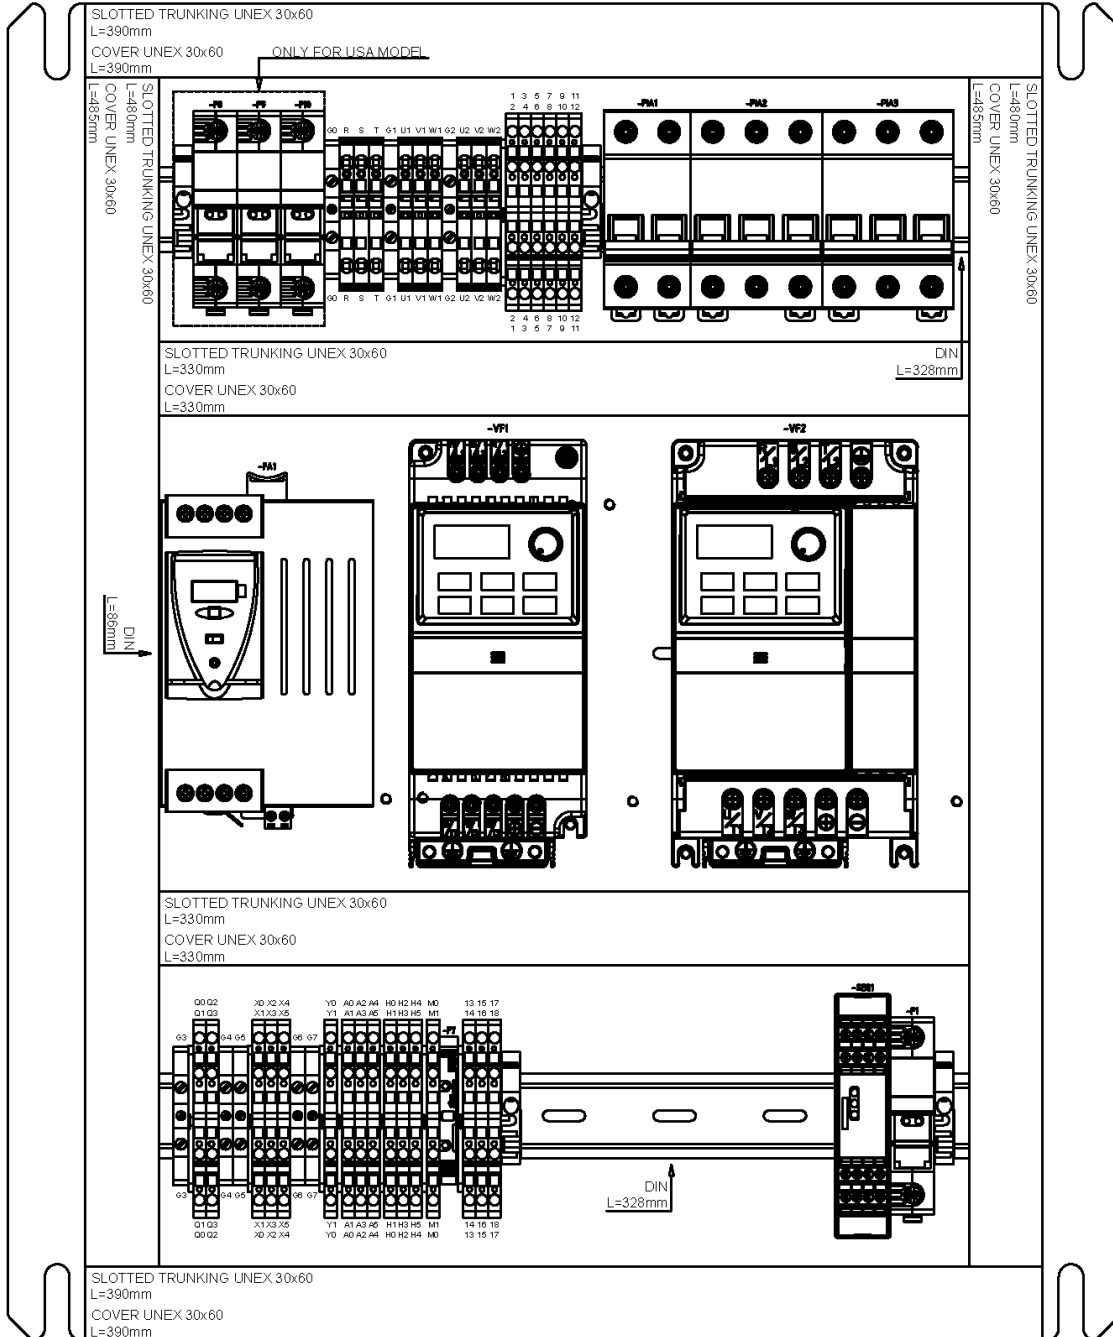 SLOTTED TRUNKING UNEX 30x60
L=390mm
COVER UNEX 30x60
L=390mm
ONLY FOR USA MODEL
SLOTTED TRUNKING UNEX 30x60
L=480mm
COVER UNEX 30x60
L=485mm
SLOTTED TRUNKING UNEX 30x60
L=480mm
COVER UNEX 30x60
L=485mm
-F8 -F9 -F10
1 3 5 7 9 11
2 4 6 8 10 12
-PIA1 -PIA2 -PIA3
G0 R S T G1 U1 V1 W1 G2 U2 V2 W2
G0 R S T G1 U1 V1 W1 G2 U2 V2 W2
2 4 6 8 10 12
1 3 5 7 9 11
SLOTTED TRUNKING UNEX 30x60
L=330mm
COVER UNEX 30x60
L=330mm
DIN
L=328mm
-VF1
-VF2
-FA1
DIN
L=86mm
SLOTTED TRUNKING UNEX 30x60
L=330mm
COVER UNEX 30x60
L=330mm
Q0 Q2 X0 X2 X4 Y0 A0 A2 A4 H0 H2 H4 M0 13 15 17
Q1 Q3 X1 X3 X5 Y1 A1 A3 A5 H1 H3 H5 M1 14 16 18
G3 G4 G5 G6 G7
-F7
-F1
G3 G4 G5 G6 G7
Q1 Q3 X1 X3 X5 Y1 A1 A3 A5 H1 H3 H5 M1 14 16 18
Q0 Q2 X0 X2 X4 Y0 A0 A2 A4 H0 H2 H4 M0 13 15 17
DIN
L=328mm
SLOTTED TRUNKING UNEX 30x60
L=390mm
COVER UNEX 30x60
L=390mm